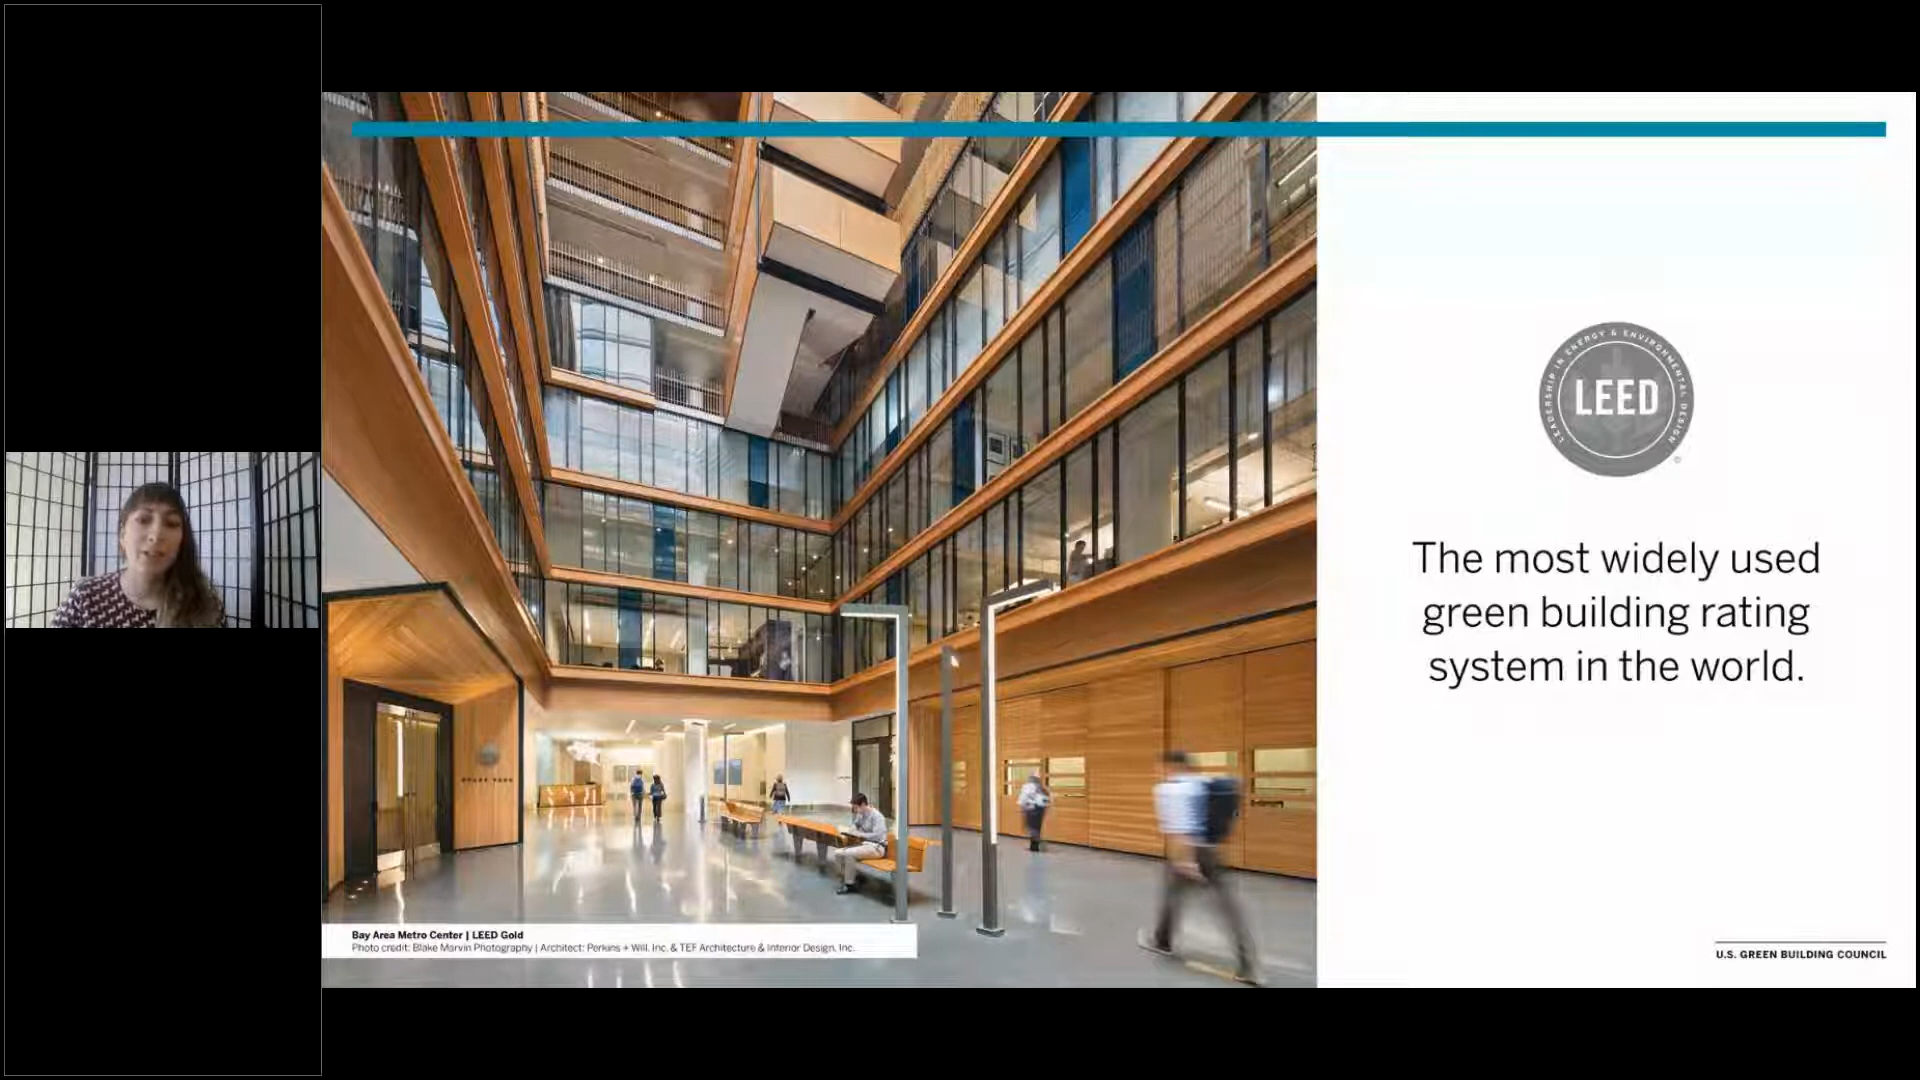 LEADERSHIP IN ENERGY & ENVIRONMENTAL DESIGN
LEED
®
The most widely used
green building rating
system in the world.
Bay Area Metro Center | LEED Gold
Photo credit: Blake Marvin Photography | Architect: Perkins + Will, Inc. & TEF Architecture & Interior Design, Inc.
U.S. GREEN BUILDING COUNCIL